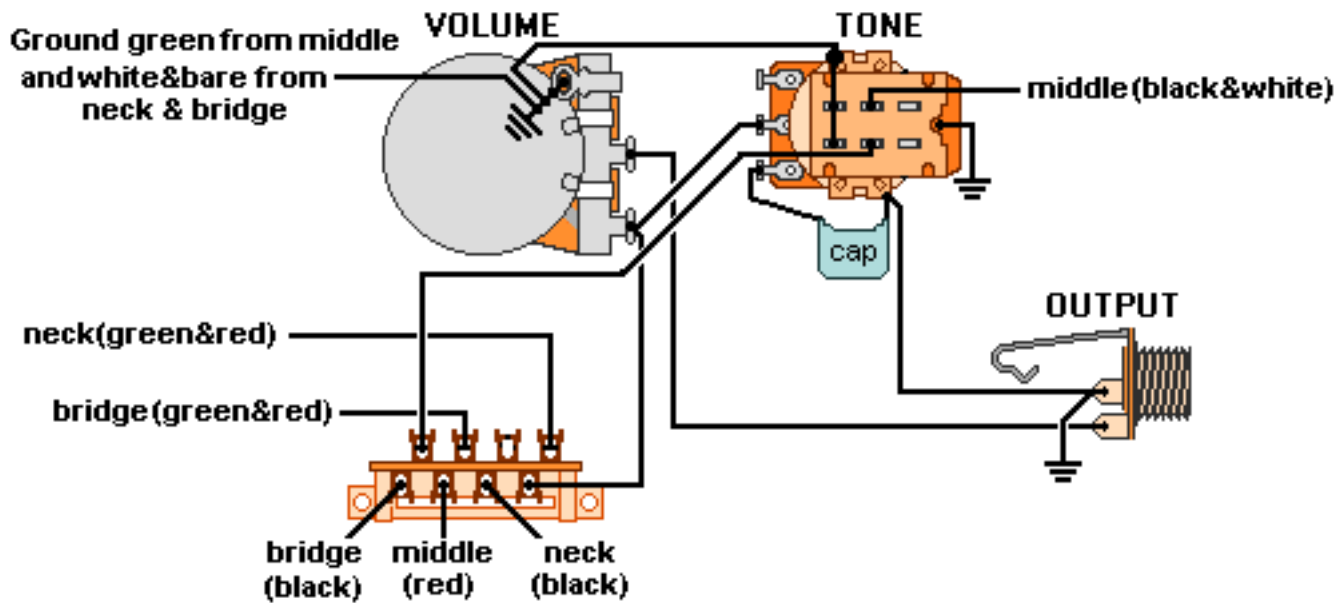 VOLUME
TONE
Ground green from middle
and white&bare from
neck & bridge
middle (black&white)
cap
OUTPUT
neck(green&red)
bridge (green&red)
bridge
(black)
middle
(red)
neck
(black)